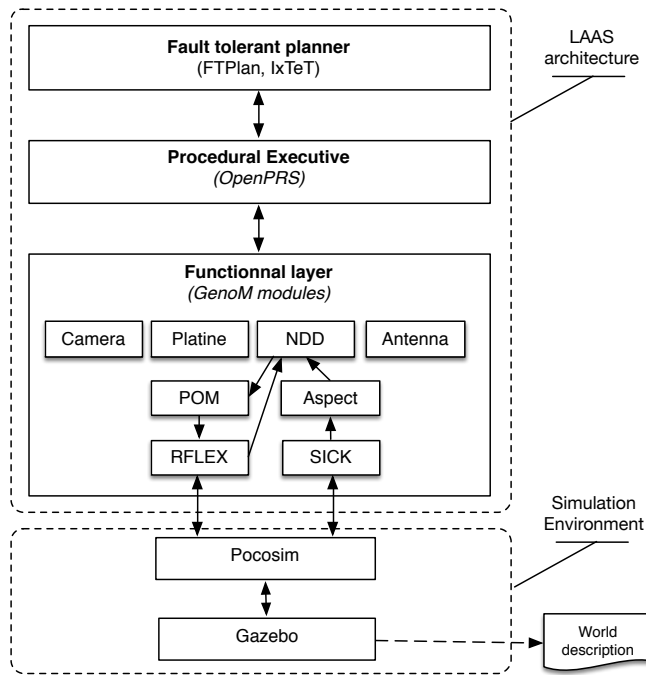 Fault tolerant planner
(FTPlan, IxTeT)
LAAS
architecture
Procedural Executive
(OpenPRS)
Functionnal layer
(GenoM modules)
Camera
Platine
NDD
Antenna
POM
Aspect
RFLEX
SICK
Simulation
Environment
Pocosim
Gazebo
World
description